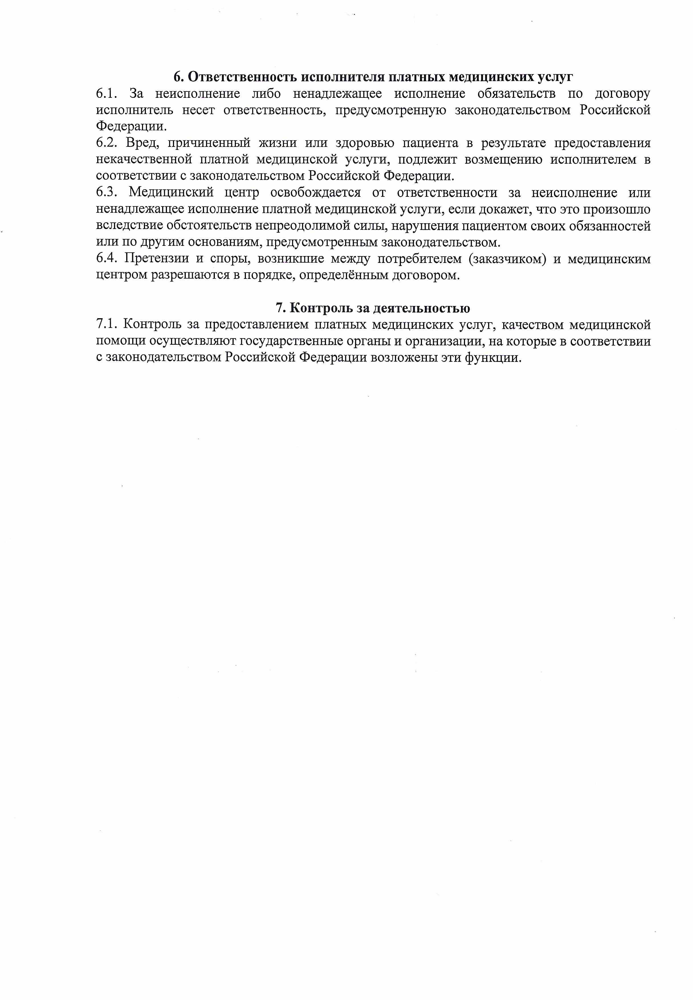 6. Ответственность исполнителя платных медицинских услуг
6.1. За неисполнение либо ненадлежащее исполнение обязательств по договору
исполнитель несет ответственность, предусмотренную законодательством Российской
Федерации.
6.2. Вред, причиненный жизни или здоровью пациента в результате предоставления
некачественной платной медицинской услуги, подлежит возмещению исполнителем в
соответствии с законодательством Российской Федерации.
6.3. Медицинский центр освобождается от ответственности за неисполнение или
ненадлежащее исполнение платной медицинской услуги, если докажет, что это произошло
вследствие обстоятельств непреодолимой силы, нарушения пациентом своих обязанностей
или по другим основаниям, предусмотренным законодательством.
6.4. Претензии и споры, возникшие между потребителем (заказчиком) и медицинским
центром разрешаются в порядке, определённым договором.
7. Контроль за деятельностью
7.1. Контроль за предоставлением платных медицинских услуг, качеством медицинской
помощи осуществляют государственные органы и организации, на которые в соответствии
с законодательством Российской Федерации возложены эти функции.